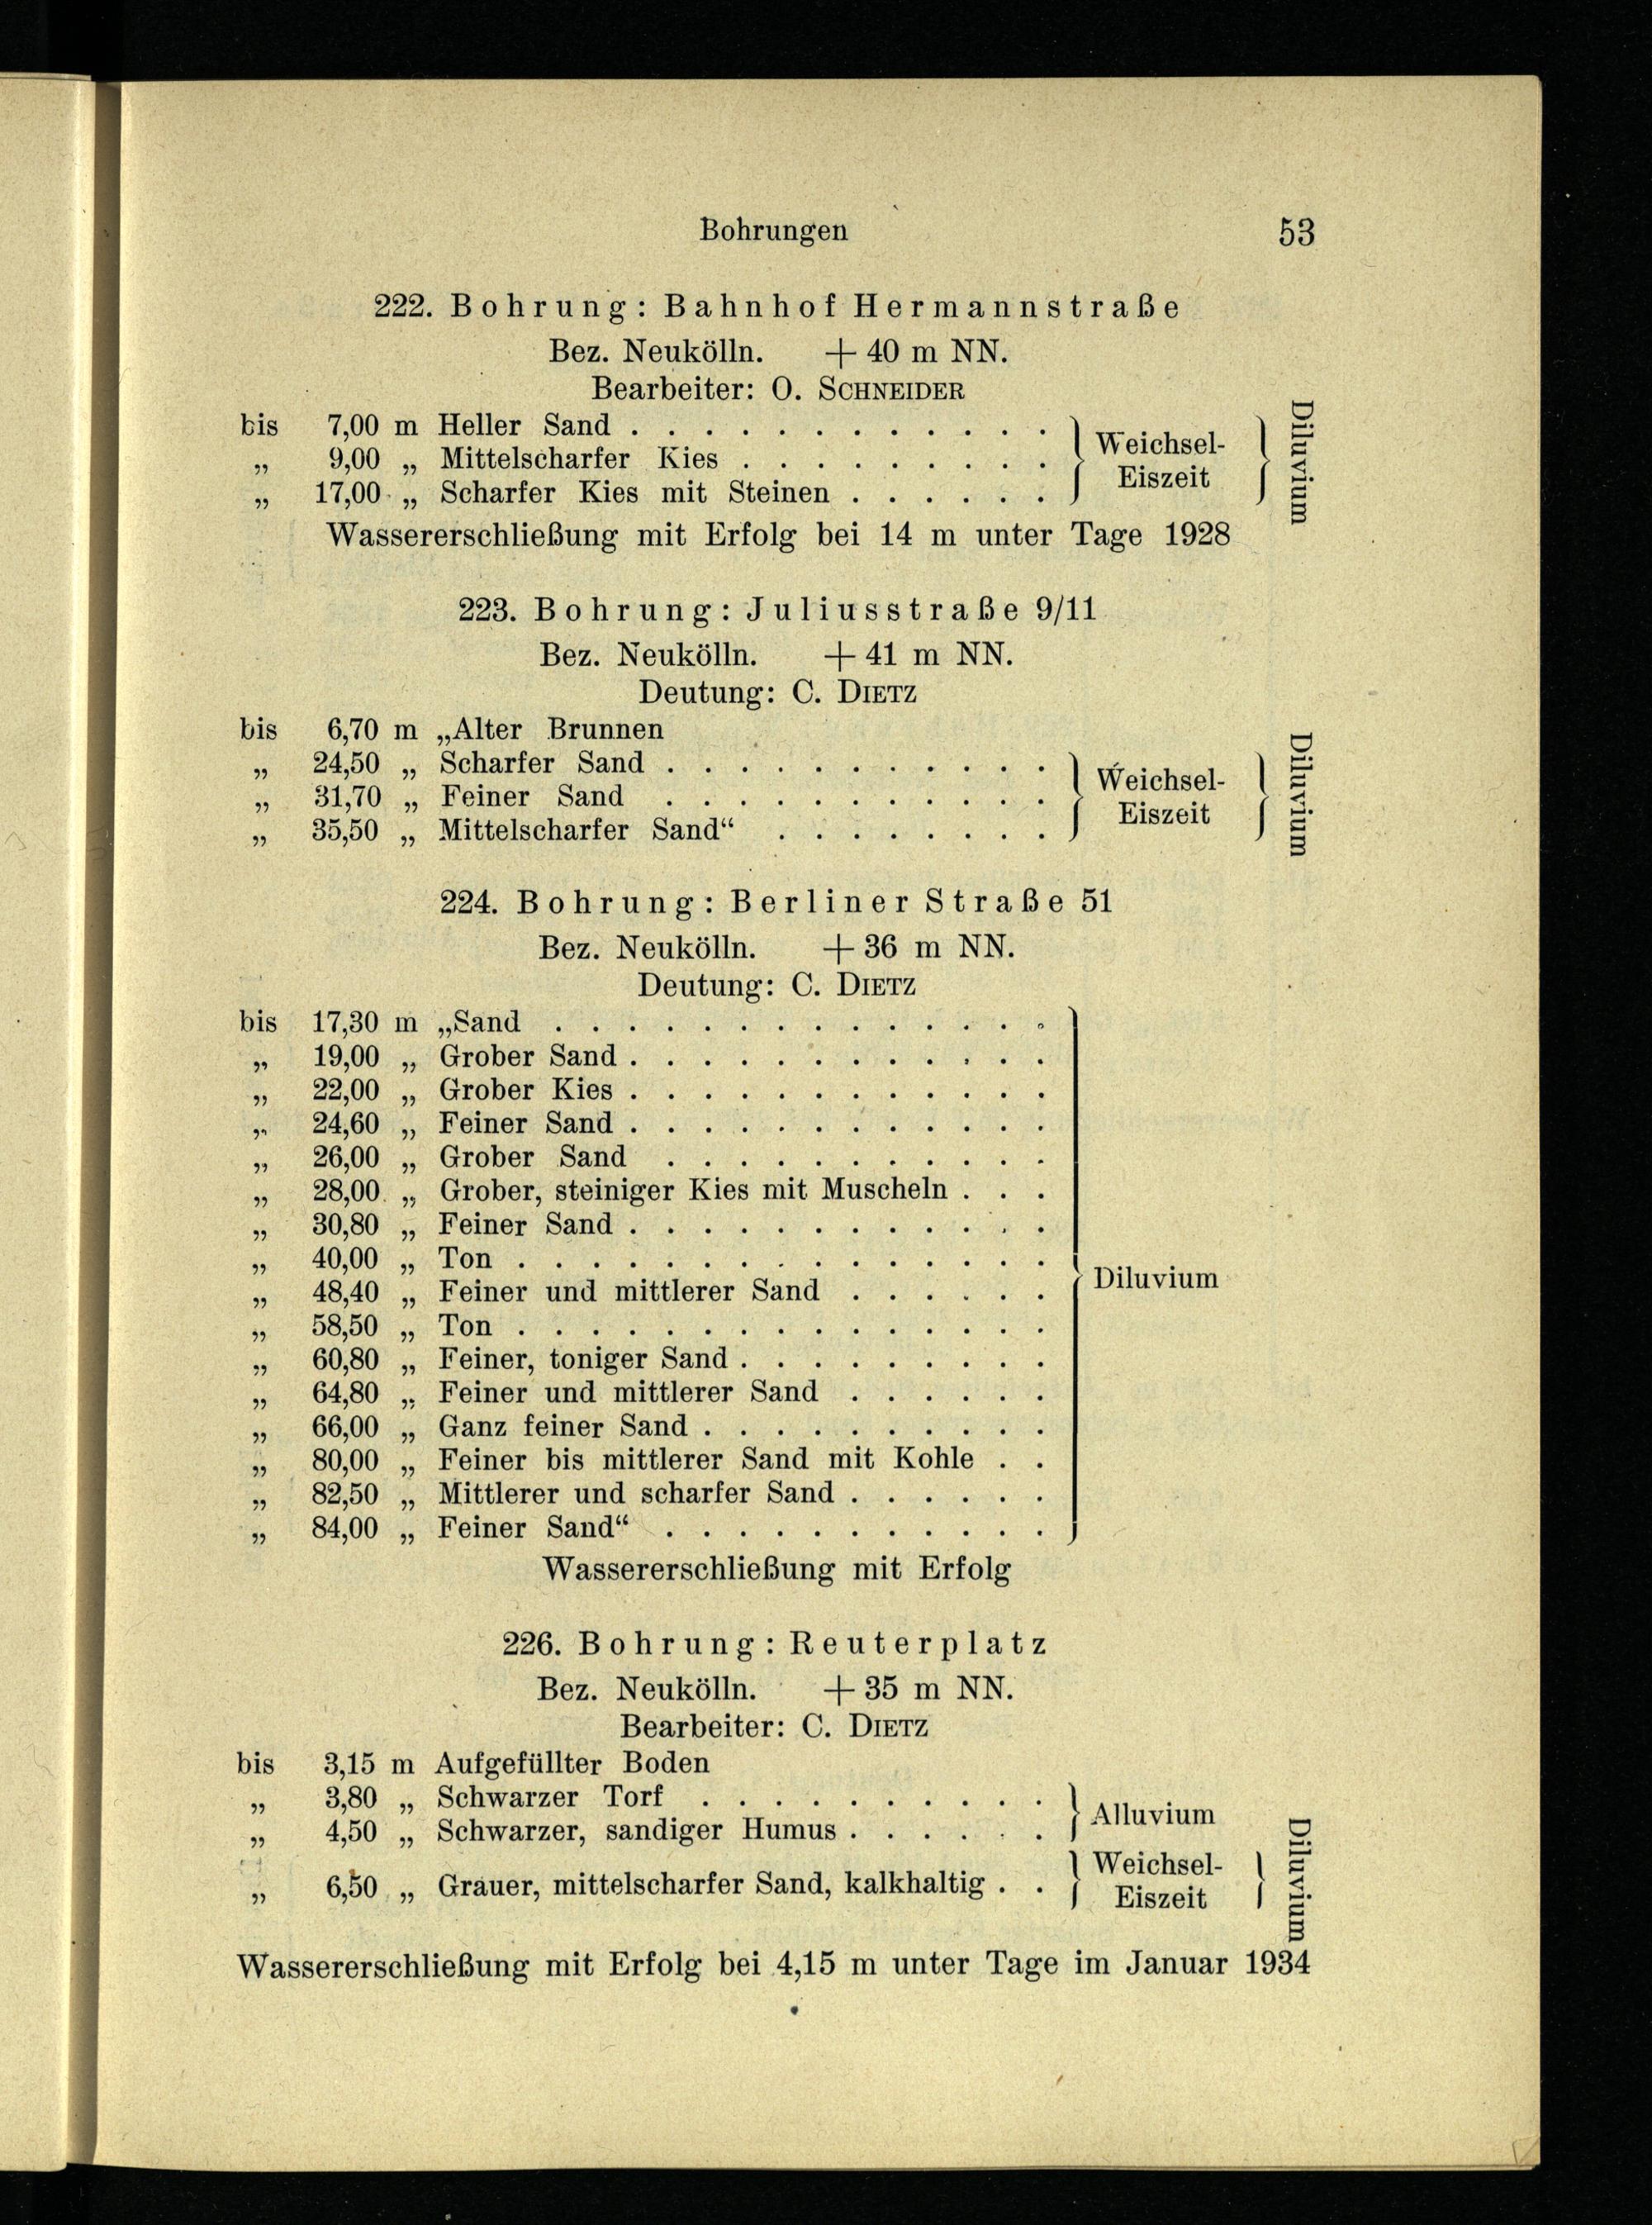 Bohrungen 53
222. Bohrung: Bahnhof Hermannstraße
Bez. Neukölln. + 40 m NN.
Bearbeiter: O. SCHNEIDER
bis 7,00 m Heller Sand . . . . . . . . . . . .
„ 9,00 „ Mittelscharfer Kies . . . . . . . . .
„ 17,00 „ Scharfer Kies mit Steinen . . . . . .
Weichsel-
Eiszeit
Diluvium
Wassererschließung mit Erfolg bei 14 m unter Tage 1928
223. Bohrung: Juliusstraße 9/11
Bez. Neukölln. + 41 m NN.
Deutung: C. DIETZ
bis 6,70 m „Alter Brunnen
„ 24,50 „ Scharfer Sand . . . . . . . . . . .
„ 31,70 „ Feiner Sand . . . . . . . . . . .
„ 35,50 „ Mittelscharfer Sand“ . . . . . . . .
Weichsel-
Eiszeit
Diluvium
224. Bohrung: Berliner Straße 51
Bez. Neukölln. + 36 m NN.
Deutung: C. DIETZ
bis 17,30 m „Sand . . . . . . . . . . . . . .
„ 19,00 „ Grober Sand . . . . . . . . . . . .
„ 22,00 „ Grober Kies . . . . . . . . . . . .
„ 24,60 „ Feiner Sand . . . . . . . . . . . .
„ 26,00 „ Grober Sand . . . . . . . . . . .
„ 28,00 „ Grober, steiniger Kies mit Muscheln . . .
„ 30,80 „ Feiner Sand . . . . . . . . . . . .
„ 40,00 „ Ton . . . . . . . . . . . . . . .
„ 48,40 „ Feiner und mittlerer Sand . . . . . .
„ 58,50 „ Ton . . . . . . . . . . . . . . .
„ 60,80 „ Feiner, toniger Sand . . . . . . . . .
„ 64,80 „ Feiner und mittlerer Sand . . . . . .
„ 66,00 „ Ganz feiner Sand . . . . . . . . . .
„ 80,00 „ Feiner bis mittlerer Sand mit Kohle . .
„ 82,50 „ Mittlerer und scharfer Sand . . . . . .
„ 84,00 „ Feiner Sand“ . . . . . . . . . . .
Diluvium
Wassererschließung mit Erfolg
226. Bohrung: Reuterplatz
Bez. Neukölln. + 35 m NN.
Bearbeiter: C. DIETZ
bis 3,15 m Aufgefüllter Boden
„ 3,80 „ Schwarzer Torf . . . . . . . . . .
„ 4,50 „ Schwarzer, sandiger Humus . . . . . .
Alluvium
„ 6,50 „ Grauer, mittelscharfer Sand, kalkhaltig . .
Weichsel-
Eiszeit
Diluvium
Wassererschließung mit Erfolg bei 4,15 m unter Tage im Januar 1934